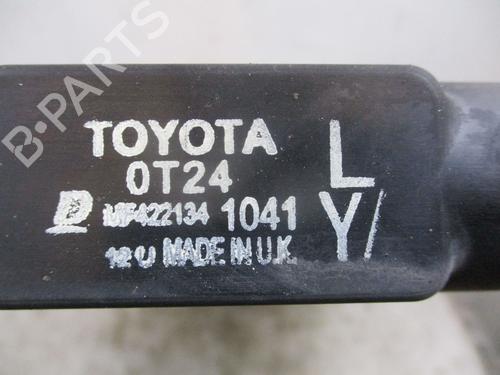 B-PARTS
TOYOTA L
0T24
MF422134 1041 Y/
12 U MADE IN U.K.